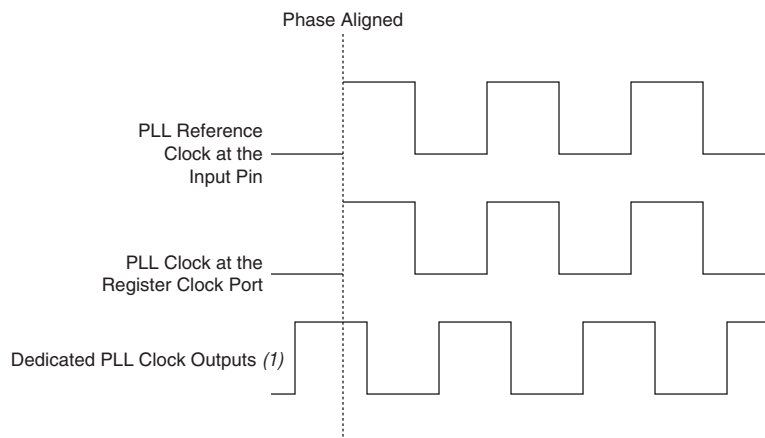 Phase Aligned
PLL Reference
Clock at the
Input Pin
PLL Clock at the
Register Clock Port
Dedicated PLL Clock Outputs (1)